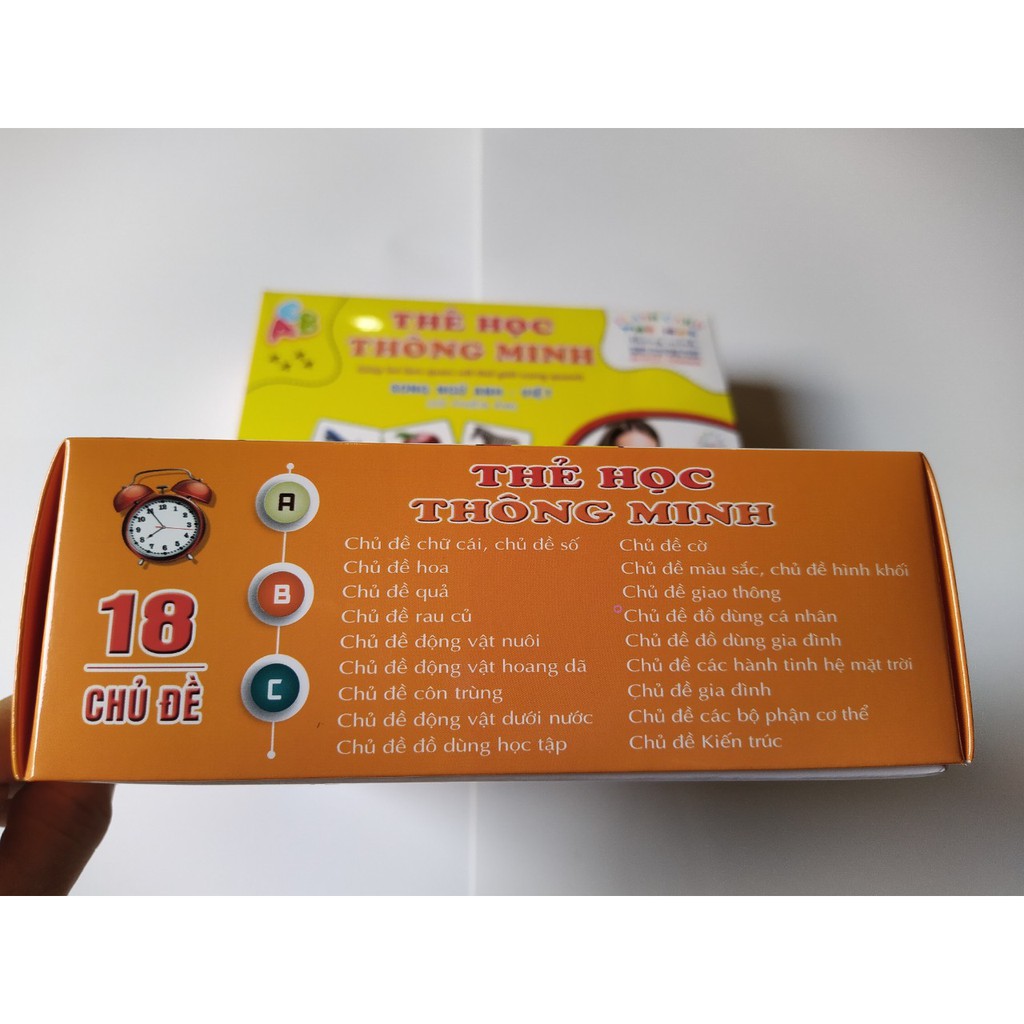 THẺ HỌC
THÔNG MINH
SONG NGỮ ANH - VIỆT
THẺ HỌC
THÔNG MINH
A
B
C
18
CHỦ ĐỀ
Chủ đề chữ cái, chủ đề số
Chủ đề hoa
Chủ đề quả
Chủ đề rau củ
Chủ đề động vật nuôi
Chủ đề động vật hoang dã
Chủ đề côn trùng
Chủ đề động vật dưới nước
Chủ đề đồ dùng học tập
Chủ đề cờ
Chủ đề màu sắc, chủ đề hình khối
Chủ đề giao thông
Chủ đề đồ dùng cá nhân
Chủ đề đồ dùng gia đình
Chủ đề các hành tinh hệ mặt trời
Chủ đề gia đình
Chủ đề các bộ phận cơ thể
Chủ đề Kiến trúc